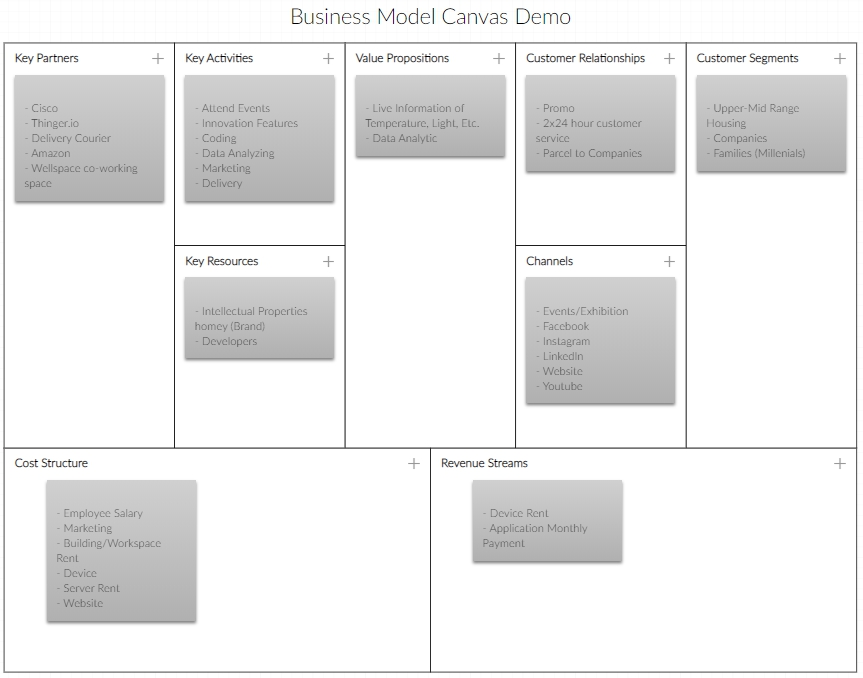 Business Model Canvas Demo
Key Partners
- Cisco
- Thinger.io
- Delivery Courier
- Amazon
- Wellspace co-working
space
Key Activities
- Attend Events
- Innovation Features
- Coding
- Data Analyzing
- Marketing
- Delivery
Key Resources
- Intellectual Properties
homey (Brand)
- Developers
Value Propositions
- Live Information of
Temperature, Light, Etc.
- Data Analytic
Customer Relationships
- Promo
- 2x24 hour customer
service
- Parcel to Companies
Channels
- Events/Exhibition
- Facebook
- Instagram
- LinkedIn
- Website
- Youtube
Customer Segments
- Upper-Mid Range
Housing
- Companies
- Families (Millenials)
Cost Structure
- Employee Salary
- Marketing
- Building/Workspace
Rent
- Device
- Server Rent
- Website
Revenue Streams
- Device Rent
- Application Monthly
Payment